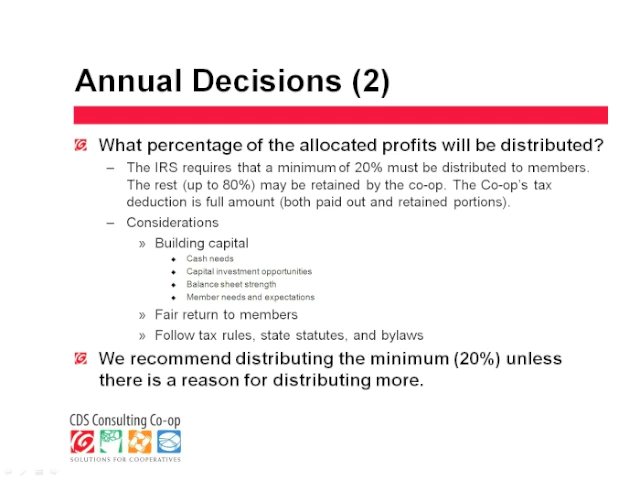 Annual Decisions (2)
What percentage of the allocated profits will be distributed?
– The IRS requires that a minimum of 20% must be distributed to members.
The rest (up to 80%) may be retained by the co-op. The Co-op's tax
deduction is full amount (both paid out and retained portions).
– Considerations
» Building capital
◆ Cash needs
◆ Capital investment opportunities
◆ Balance sheet strength
◆ Member needs and expectations
» Fair return to members
» Follow tax rules, state statutes, and bylaws
We recommend distributing the minimum (20%) unless
there is a reason for distributing more.
CDS Consulting Co-op
SOLUTIONS FOR COOPERATIVES